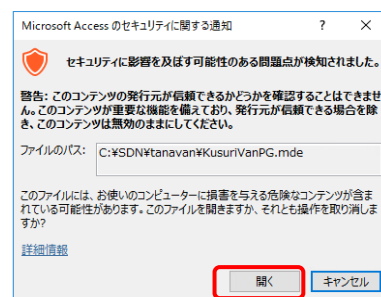 Microsoft Access のセキュリティに関する通知 ? ×
セキュリティに影響を及ぼす可能性のある問題点が検知されました。
警告: このコンテンツの発行元が信頼できるかどうかを確認することはできませ
ん。このコンテンツが重要な機能を備えており、発行元が信頼できる場合を除
き、このコンテンツは無効のままにしてください。
ファイルのパス: C:¥SDN¥tanavan¥KusuriVanPG.mde
このファイルには、お使いのコンピューターに損害を与える危険なコンテンツが含ま
れている可能性があります。このファイルを開きますか、それとも操作を取り消しま
すか?
詳細情報
開く キャンセル